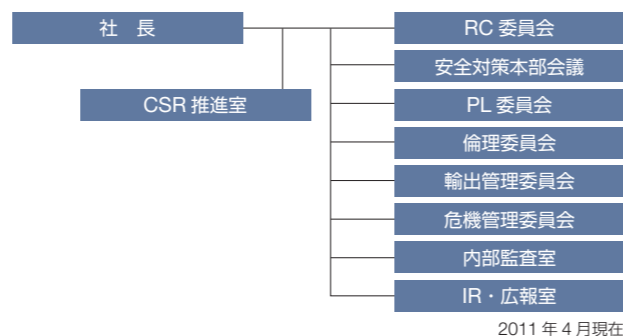 社 長
CSR 推進室
RC 委員会
安全対策本部会議
PL 委員会
倫理委員会
輸出管理委員会
危機管理委員会
内部監査室
IR・広報室
2011 年 4 月現在